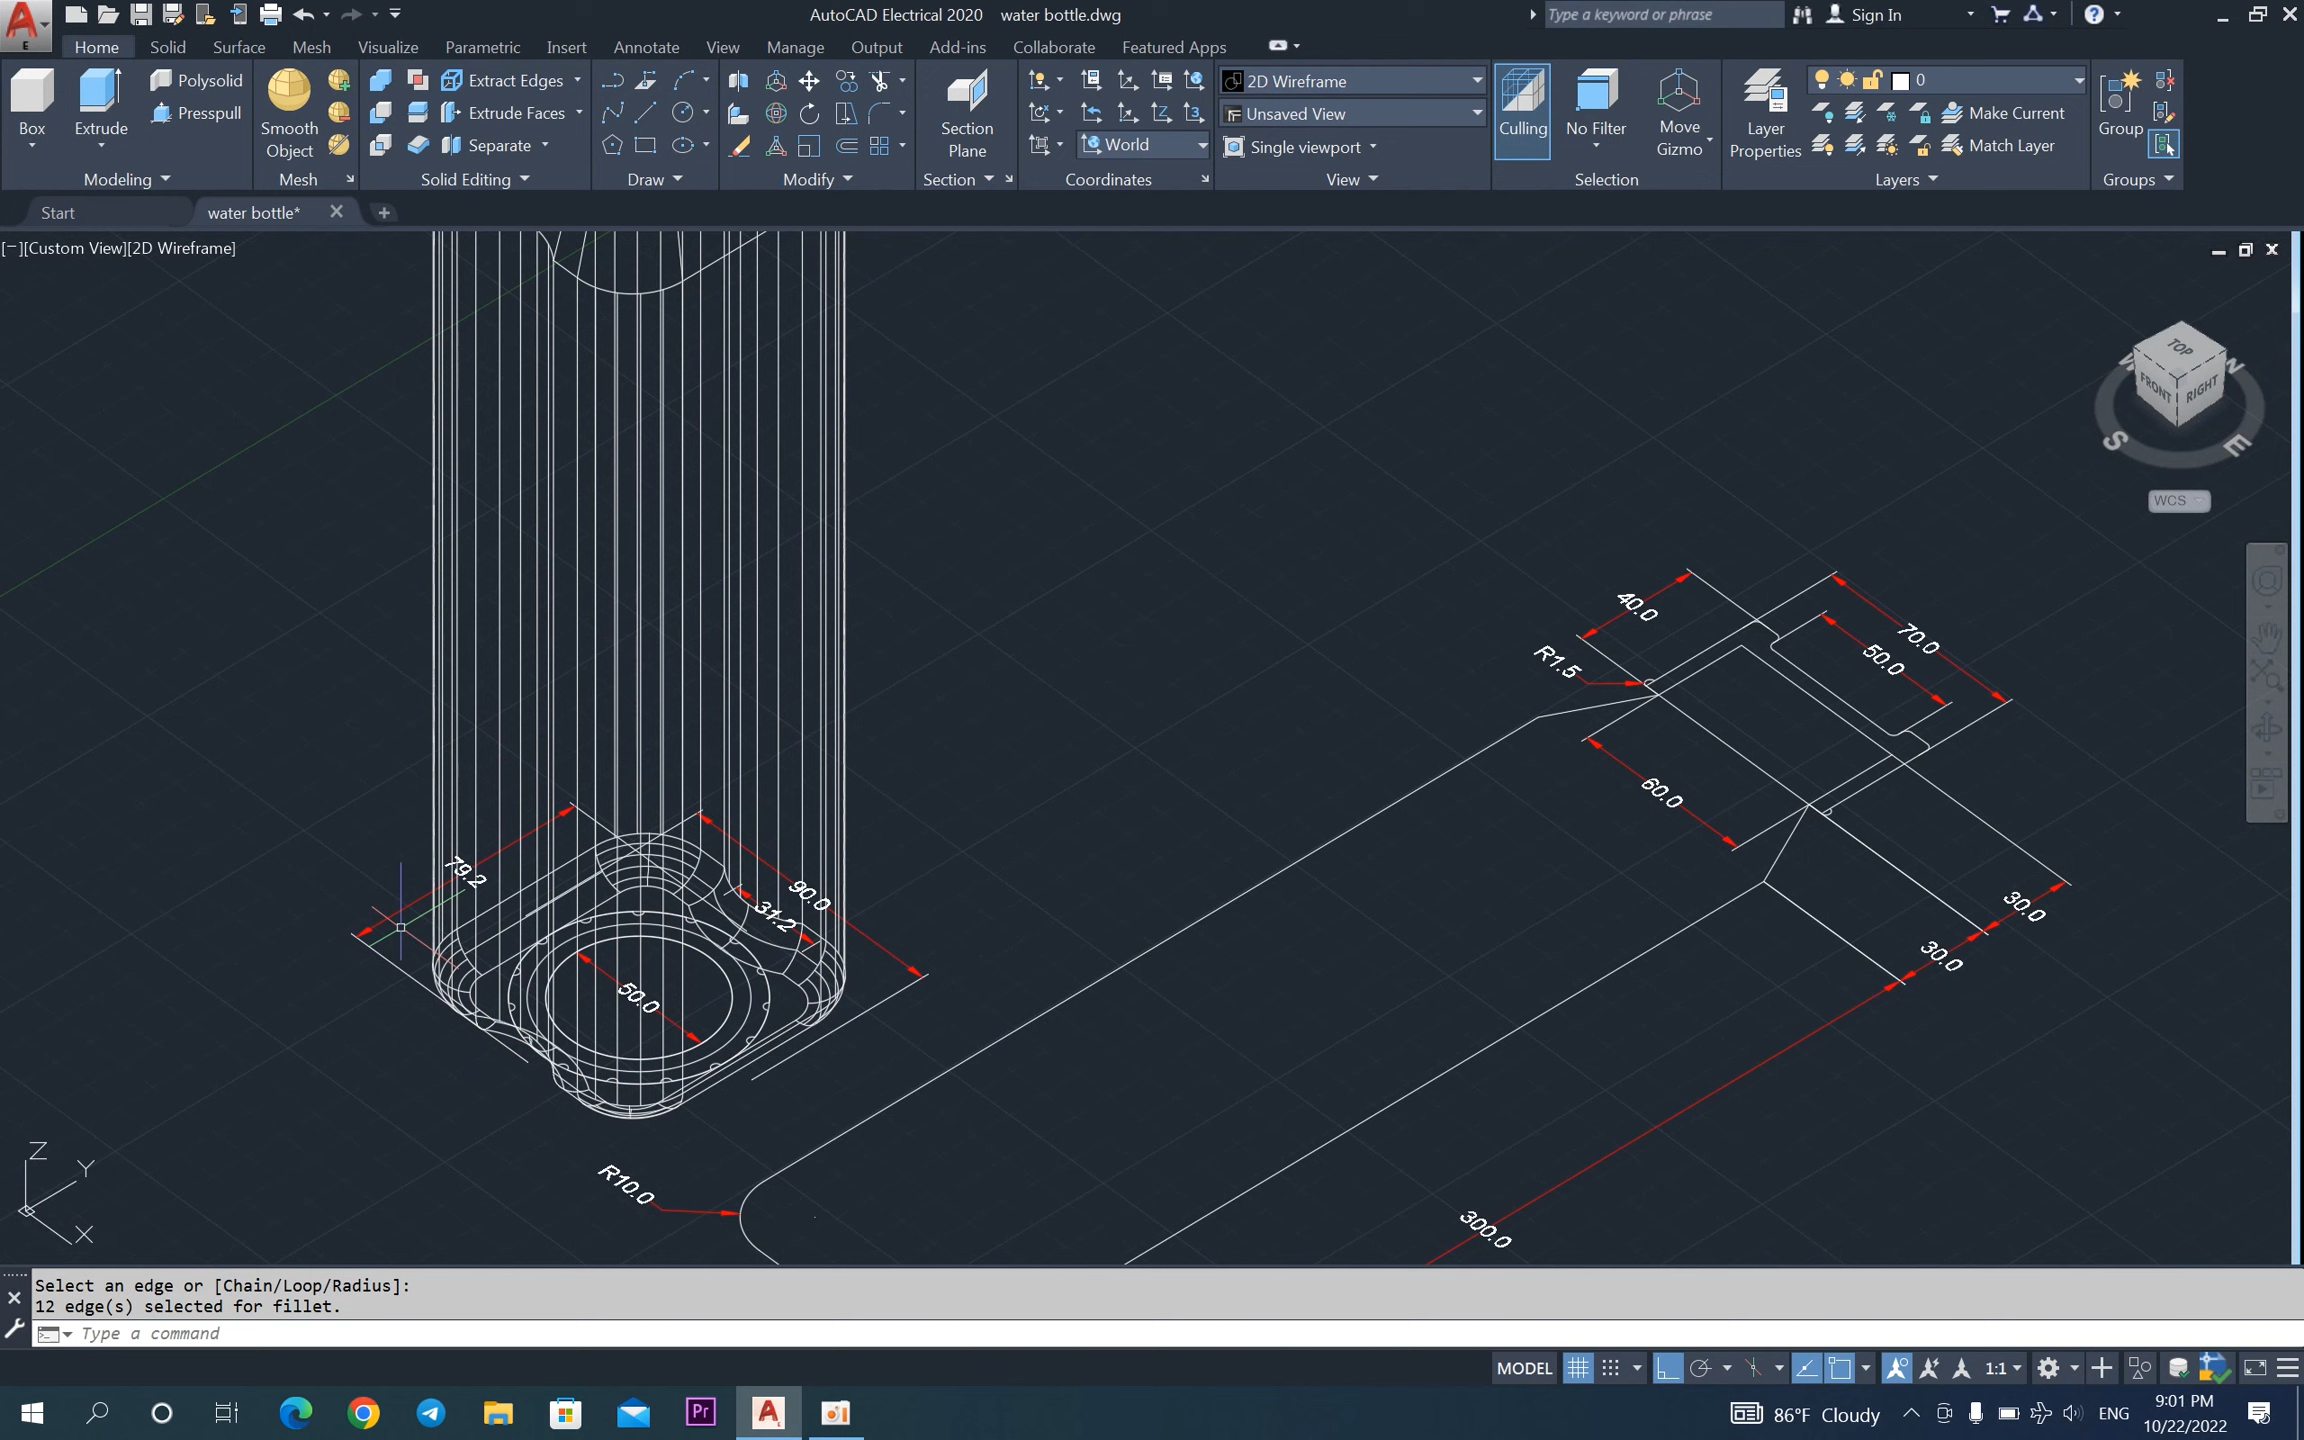 AutoCAD Electrical 2020 water bottle.dwg
Type a keyword or phrase
Sign In
Home Solid Surface Mesh Visualize Parametric Insert Annotate View Manage Output Add-ins Collaborate Featured Apps
Box
Extrude
Polysolid
Presspull
Smooth
Object
Extract Edges
Extrude Faces
Separate
Section
Plane
World
2D Wireframe
Unsaved View
Single viewport
Culling
No Filter
Move
Gizmo
Layer
Properties
0
Make Current
Match Layer
Group
Modeling Mesh Solid Editing Draw Modify Section Coordinates View Selection Layers Groups
Start water bottle*
[−][Custom View][2D Wireframe]
TOP
FRONT RIGHT
W N
S E
WCS
40.0
70.0
50.0
R1.5
60.0
79.2
90.0
31.2
30.0
30.0
50.0
R10.0
300.0
Z
Y
X
Select an edge or [Chain/Loop/Radius]:
12 edge(s) selected for fillet.
Type a command
MODEL 1:1
86°F Cloudy
ENG
9:01 PM
10/22/2022